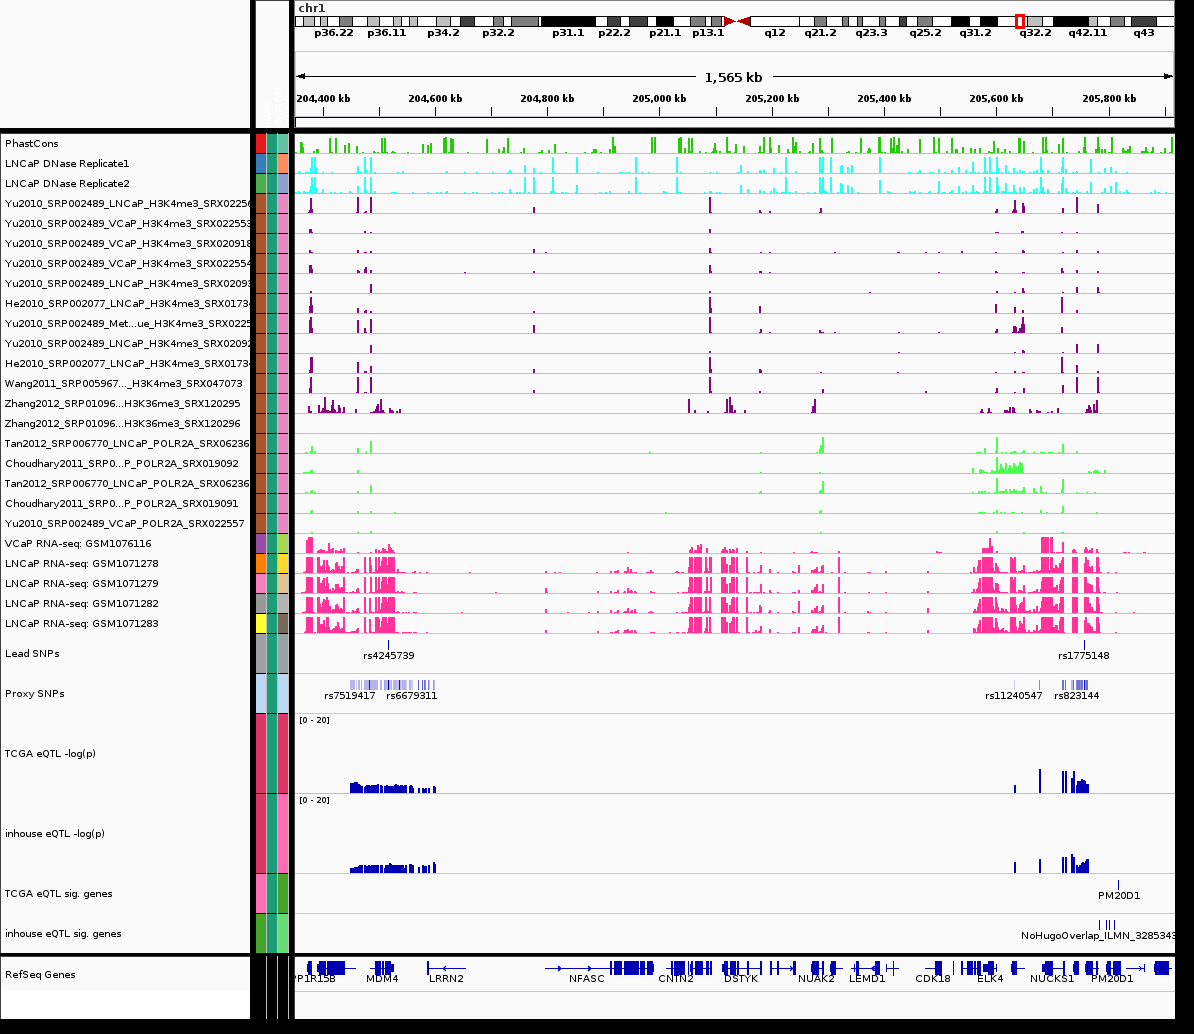 chr1
p36.22 p36.11 p34.2 p32.2 p31.1 p22.2 p21.1 p13.1 q12 q21.2 q23.3 q25.2 q31.2 q32.2 q42.11 q43
1,565 kb
204,400 kb 204,600 kb 204,800 kb 205,000 kb 205,200 kb 205,400 kb 205,600 kb 205,800 kb
PhastCons
LNCaP DNase Replicate1
LNCaP DNase Replicate2
Yu2010_SRP002489_LNCaP_H3K4me3_SRX02256
Yu2010_SRP002489_VCaP_H3K4me3_SRX022553
Yu2010_SRP002489_VCaP_H3K4me3_SRX020918
Yu2010_SRP002489_VCaP_H3K4me3_SRX022554
Yu2010_SRP002489_LNCaP_H3K4me3_SRX0209
He2010_SRP002077_LNCaP_H3K4me3_SRX0173
Yu2010_SRP002489_Met...ue_H3K4me3_SRX0225
Yu2010_SRP002489_LNCaP_H3K4me3_SRX02092
He2010_SRP002077_LNCaP_H3K4me3_SRX0173
Wang2011_SRP005967..._H3K4me3_SRX047073
Zhang2012_SRP01096...H3K36me3_SRX120295
Zhang2012_SRP01096...H3K36me3_SRX120296
Tan2012_SRP006770_LNCaP_POLR2A_SRX06236
Choudhary2011_SRP0...P_POLR2A_SRX019092
Tan2012_SRP006770_LNCaP_POLR2A_SRX06236
Choudhary2011_SRP0...P_POLR2A_SRX019091
Yu2010_SRP002489_VCaP_POLR2A_SRX022557
VCaP RNA-seq: GSM1076116
LNCaP RNA-seq: GSM1071278
LNCaP RNA-seq: GSM1071279
LNCaP RNA-seq: GSM1071282
LNCaP RNA-seq: GSM1071283
Lead SNPs
rs4245739 rs1775148
Proxy SNPs
rs7519417 rs6679311 rs11240547 rs823144
[0 - 20]
TCGA eQTL -log(p)
[0 - 20]
inhouse eQTL -log(p)
TCGA eQTL sig. genes
PM20D1
inhouse eQTL sig. genes
NoHugoOverlap_ILMN_3285343
RefSeq Genes
PP1R15B MDM4 LRRN2 NFASC CNTN2 DSTYK NUAK2 LEMD1 CDK18 ELK4 NUCKS1 PM20D1